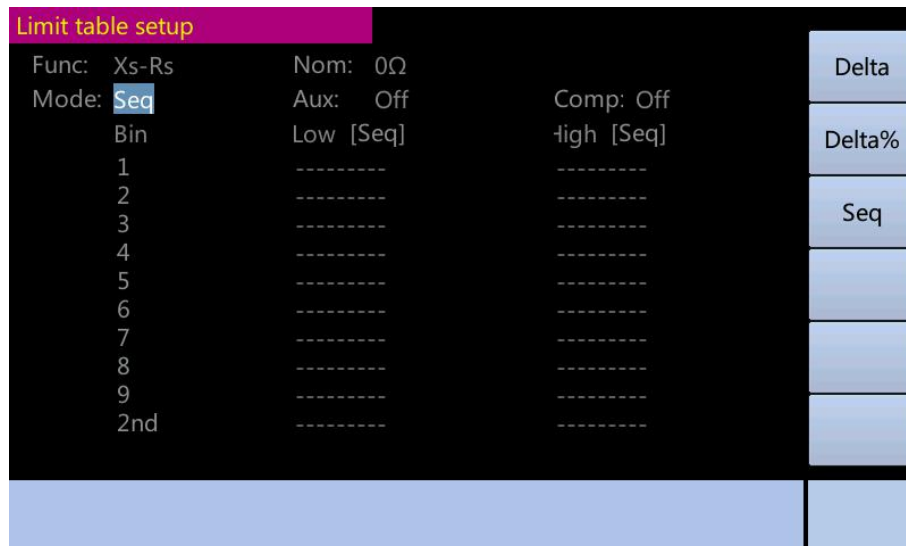 Limit table setup
Func: Xs-Rs Nom: 0Ω
Mode: Seq Aux: Off Comp: Off
Bin Low [Seq] High [Seq]
1 --------- ---------
2 --------- ---------
3 --------- ---------
4 --------- ---------
5 --------- ---------
6 --------- ---------
7 --------- ---------
8 --------- ---------
9 --------- ---------
2nd --------- ---------
Delta
Delta%
Seq